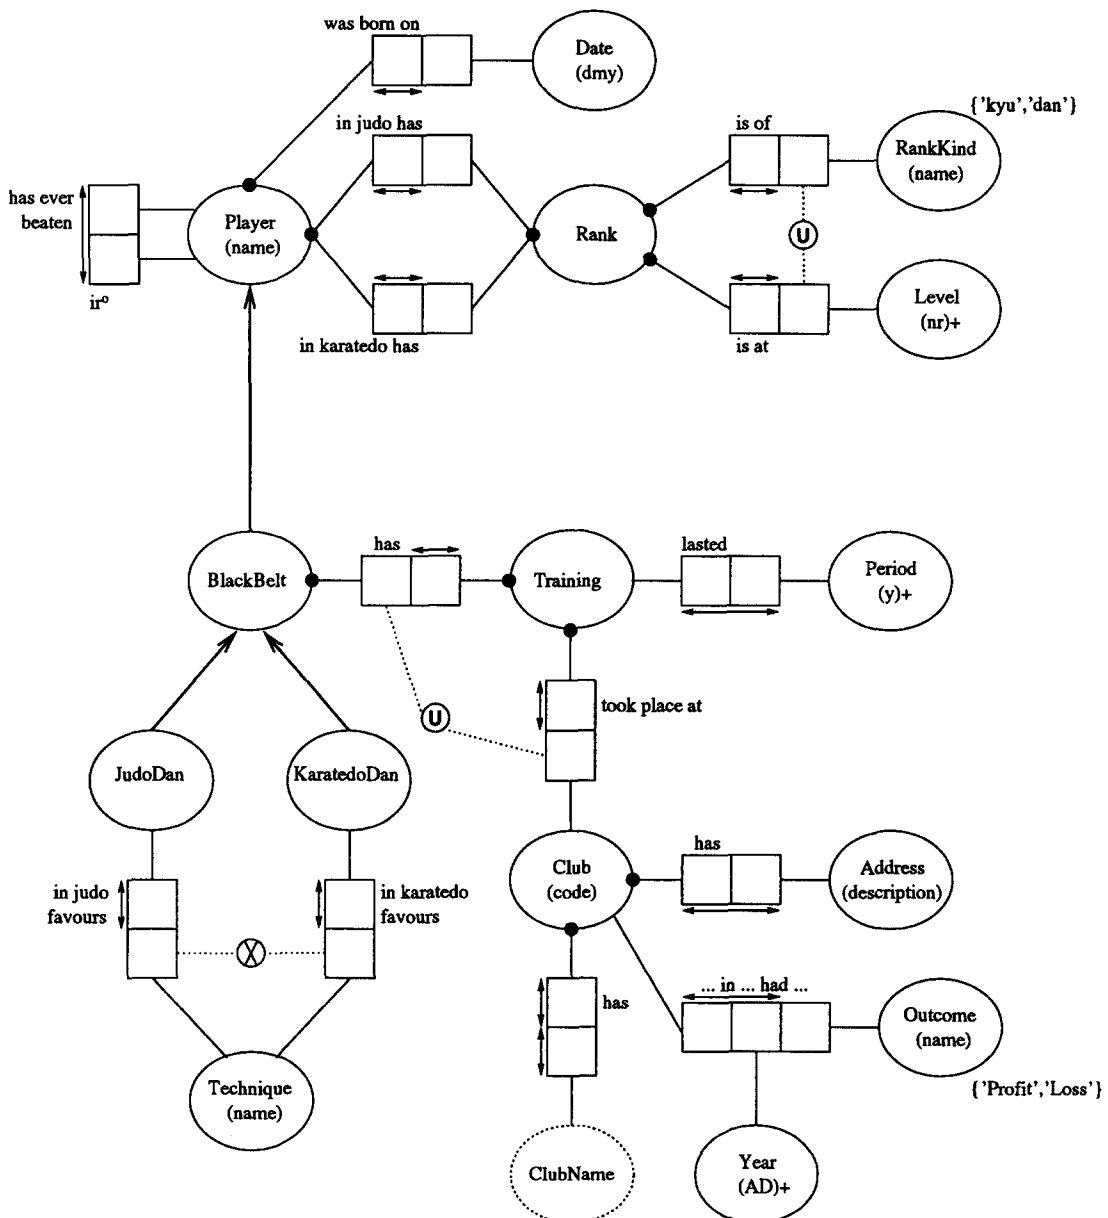 was born on
Date
(dmy)
{'kyu','dan'}
in judo has
is of
RankKind
(name)
has ever
beaten
Player
(name)
Rank
U
irº
in karatedo has
is at
Level
(nr)+
BlackBelt
has
Training
lasted
Period
(y)+
U
took place at
JudoDan
KaratedoDan
in judo
favours
in karatedo
favours
X
Club
(code)
has
Address
(description)
has
... in ... had ...
Outcome
(name)
{'Profit','Loss'}
Technique
(name)
ClubName
Year
(AD)+